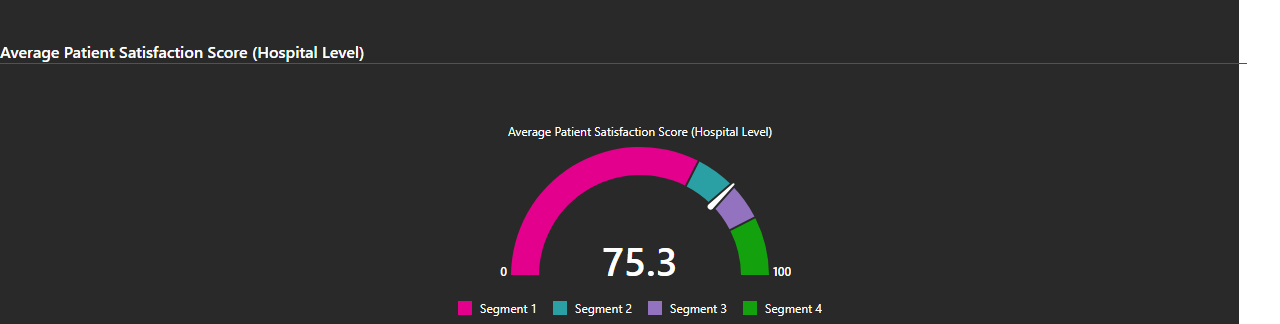 Average Patient Satisfaction Score (Hospital Level)
Average Patient Satisfaction Score (Hospital Level)
75.3
0 100
Segment 1 Segment 2 Segment 3 Segment 4